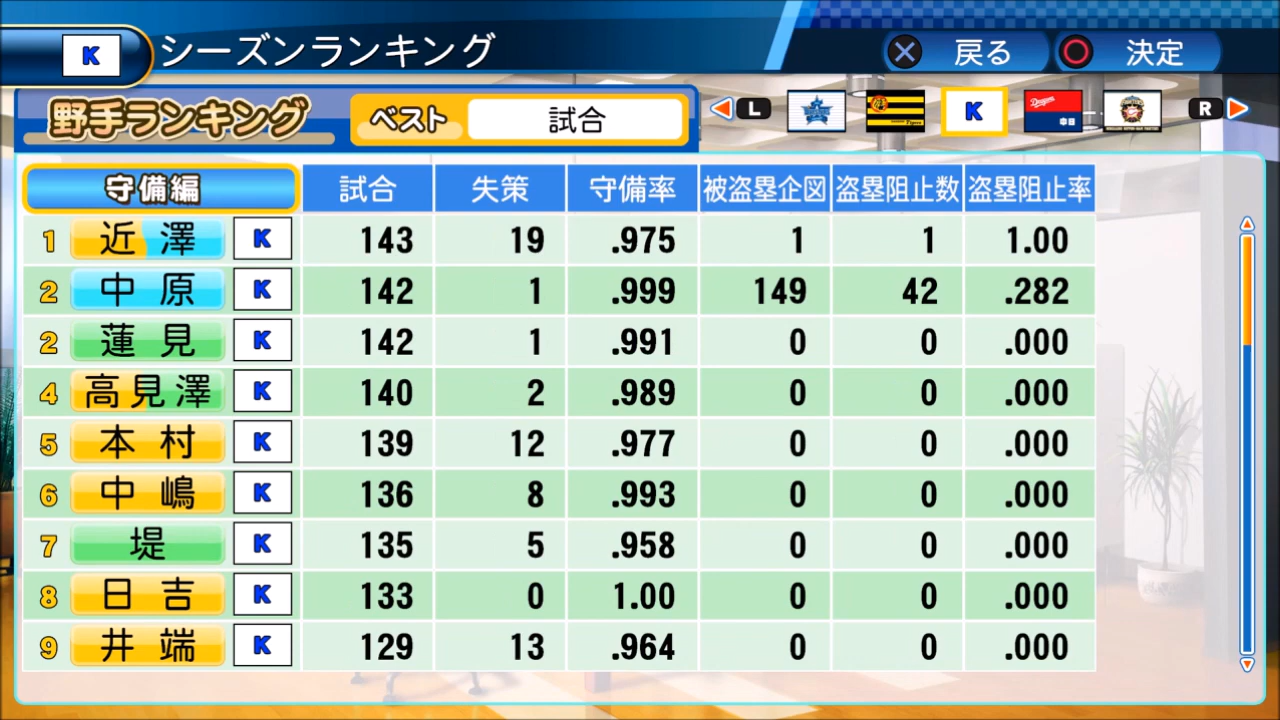 K シーズンランキング 戻る 決定
野手ランキング ベスト 試合 L K Dragons 中日 R
守備編 試合 失策 守備率 被盗塁企図 盗塁阻止数 盗塁阻止率
1 近澤 K 143 19 .975 1 1 1.00
2 中原 K 142 1 .999 149 42 .282
2 蓮見 K 142 1 .991 0 0 .000
4 高見澤 K 140 2 .989 0 0 .000
5 本村 K 139 12 .977 0 0 .000
6 中嶋 K 136 8 .993 0 0 .000
7 堤 K 135 5 .958 0 0 .000
8 日吉 K 133 0 1.00 0 0 .000
9 井端 K 129 13 .964 0 0 .000